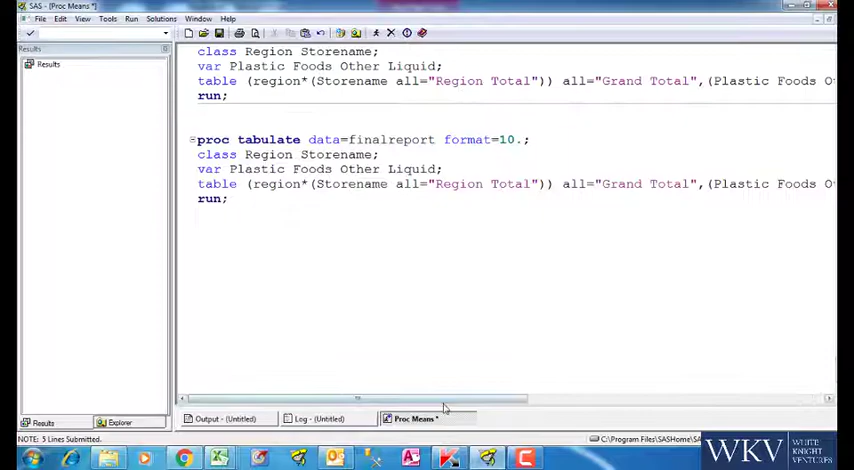 SAS - [Proc Means *]
File Edit View Tools Run Solutions Window Help
Results
Results
class Region Storename;
var Plastic Foods Other Liquid;
table (region*(Storename all="Region Total")) all="Grand Total",(Plastic Foods O
run;
proc tabulate data=finalreport format=10.;
class Region Storename;
var Plastic Foods Other Liquid;
table (region*(Storename all="Region Total")) all="Grand Total",(Plastic Foods O
run;
Results Explorer
Output - (Untitled) Log - (Untitled) Proc Means *
NOTE: 5 Lines Submitted.
C:\Program Files\SASHome\SAS
WKV
WHITE
KNIGHT
VENTURES